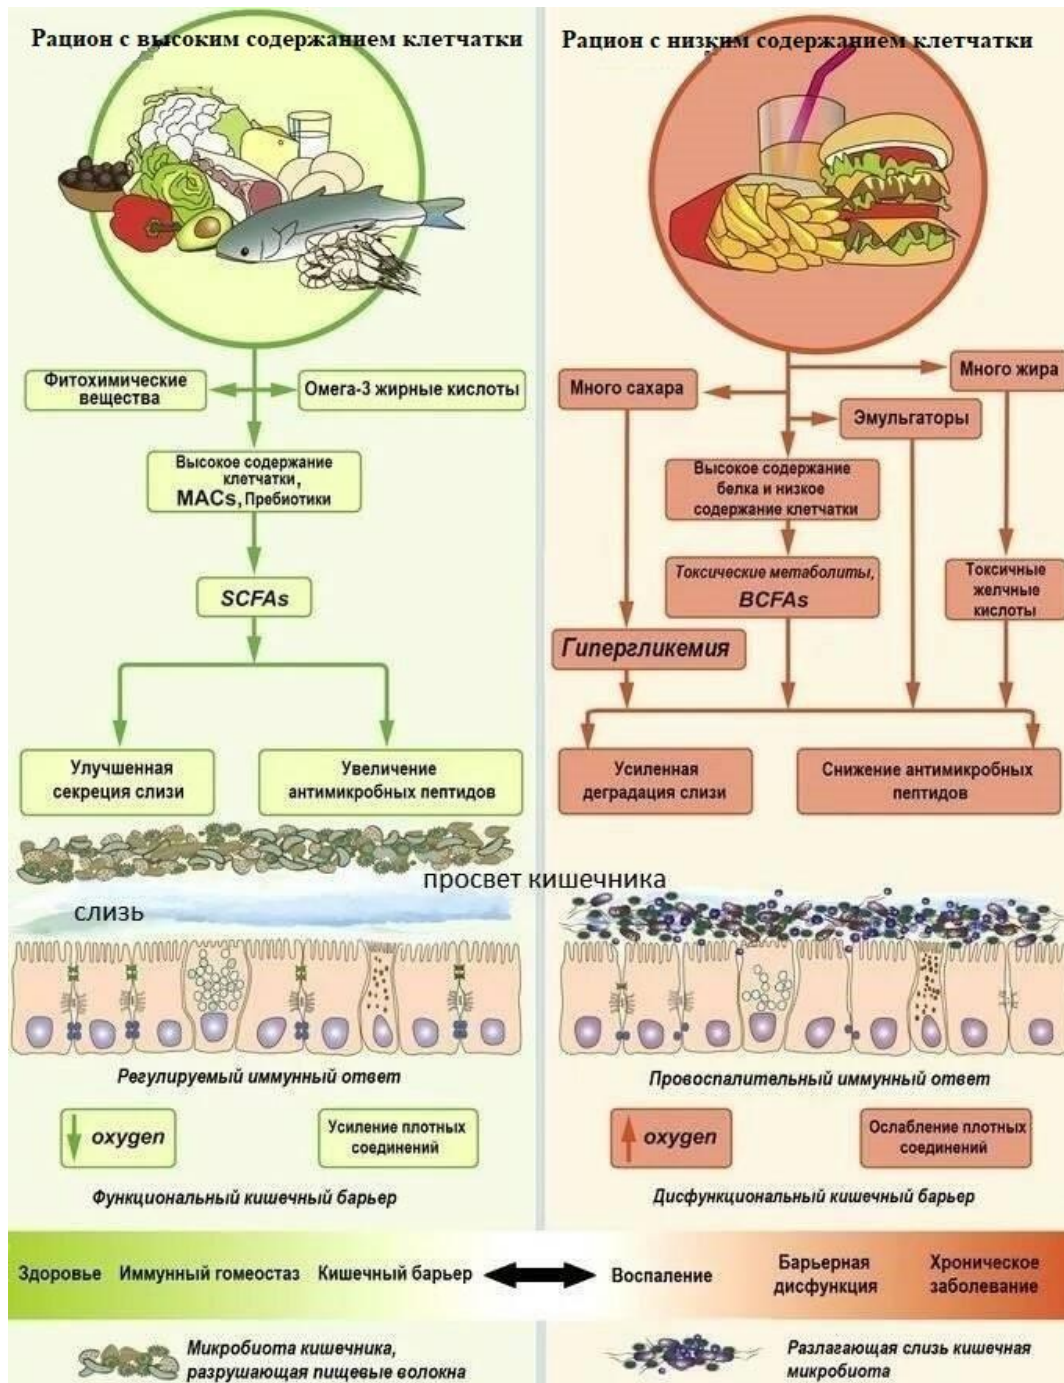 Рацион с высоким содержанием клетчатки
Фитохимические
вещества
Омега-3 жирные кислоты
Высокое содержание
клетчатки,
MACs, Пребиотики
SCFAs
Улучшенная
секреция слизи
Увеличение
антимикробных пептидов
Рацион с низким содержанием клетчатки
Много сахара
Много жира
Эмульгаторы
Высокое содержание
белка и низкое
содержание клетчатки
Токсические метаболиты,
BCFAs
Токсичные
желчные
кислоты
Гипергликемия
Усиленная
деградация слизи
Снижение антимикробных
пептидов
просвет кишечника
слизь
Регулируемый иммунный ответ
oxygen
Усиление плотных
соединений
Функциональный кишечный барьер
Провоспалительный иммунный ответ
oxygen
Ослабление плотных
соединений
Дисфункциональный кишечный барьер
Здоровье
Иммунный гомеостаз
Кишечный барьер
Воспаление
Барьерная
дисфункция
Хроническое
заболевание
Микробиота кишечника,
разрушающая пищевые волокна
Разлагающая слизь кишечная
микробиота